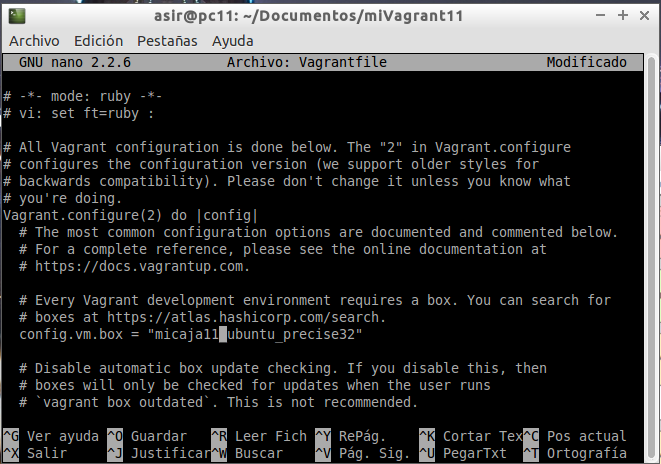 asir@pc11: ~/Documentos/miVagrant11
Archivo Edición Pestañas Ayuda
GNU nano 2.2.6 Archivo: Vagrantfile Modificado
# -*- mode: ruby -*-
# vi: set ft=ruby :
# All Vagrant configuration is done below. The "2" in Vagrant.configure
# configures the configuration version (we support older styles for
# backwards compatibility). Please don't change it unless you know what
# you're doing.
Vagrant.configure(2) do |config|
# The most common configuration options are documented and commented below.
# For a complete reference, please see the online documentation at
# https://docs.vagrantup.com.
# Every Vagrant development environment requires a box. You can search for
# boxes at https://atlas.hashicorp.com/search.
config.vm.box = "micaja11_ubuntu_precise32"
# Disable automatic box update checking. If you disable this, then
# boxes will only be checked for updates when the user runs
# `vagrant box outdated`. This is not recommended.
^G Ver ayuda ^O Guardar ^R Leer Fich ^Y RePág. ^K Cortar Tex ^C Pos actual
^X Salir ^J Justificar ^W Buscar ^V Pág. Sig. ^U PegarTxt ^T Ortografía